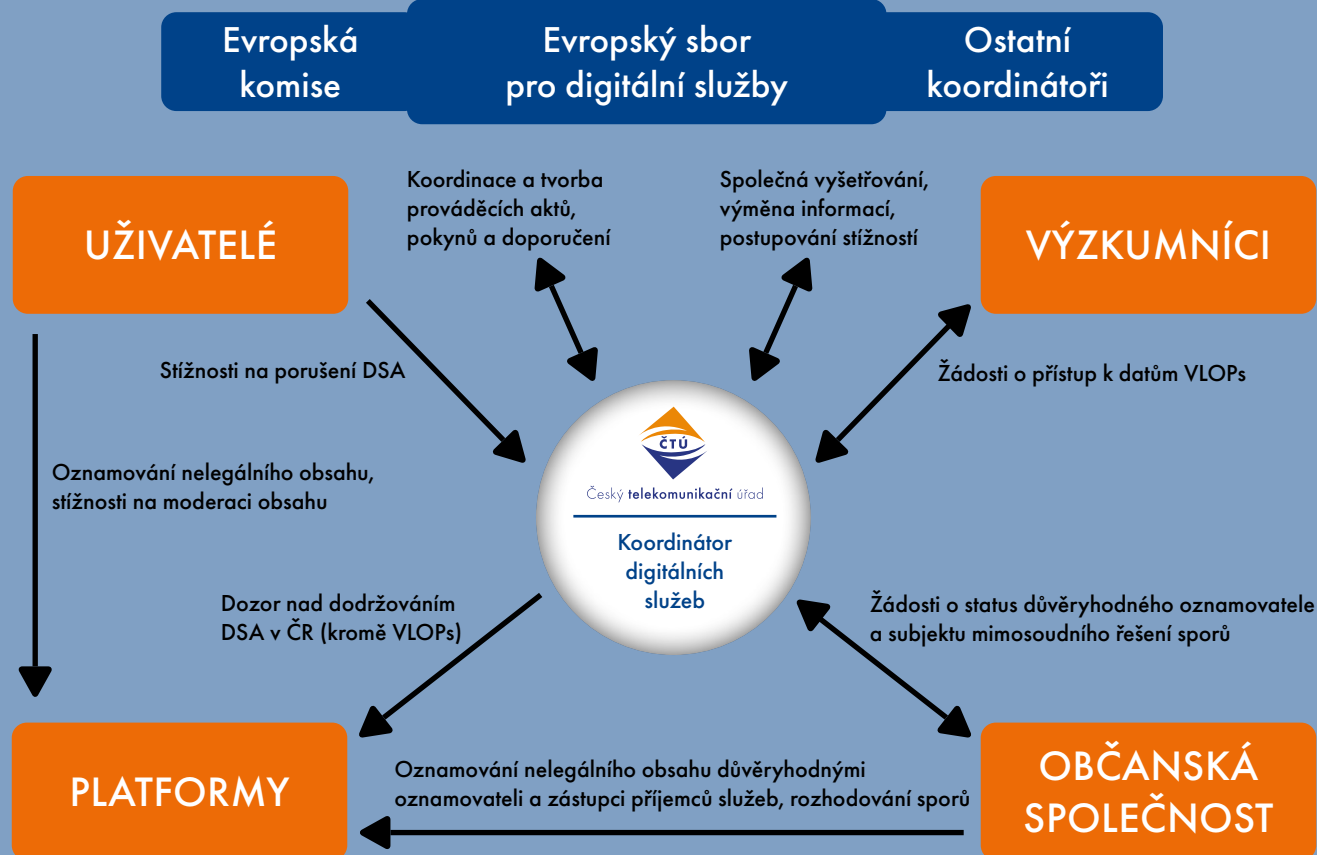 Evropská
komise
Evropský sbor
pro digitální služby
Ostatní
koordinátoři
UŽIVATELÉ
Koordinace a tvorba
prováděcích aktů,
pokynů a doporučení
Společná vyšetřování,
výměna informací,
postupování stížností
VÝZKUMNÍCI
Stížnosti na porušení DSA
Žádosti o přístup k datům VLOPs
ČTÚ
Český telekomunikační úřad
Koordinátor
digitálních
služeb
Oznamování nelegálního obsahu,
stížnosti na moderaci obsahu
Dozor nad dodržováním
DSA v ČR (kromě VLOPs)
Žádosti o status důvěryhodného oznamovatele
a subjektu mimosoudního řešení sporů
PLATFORMY
Oznamování nelegálního obsahu důvěryhodnými
oznamovateli a zástupci příjemců služeb, rozhodování sporů
OBČANSKÁ
SPOLEČNOST